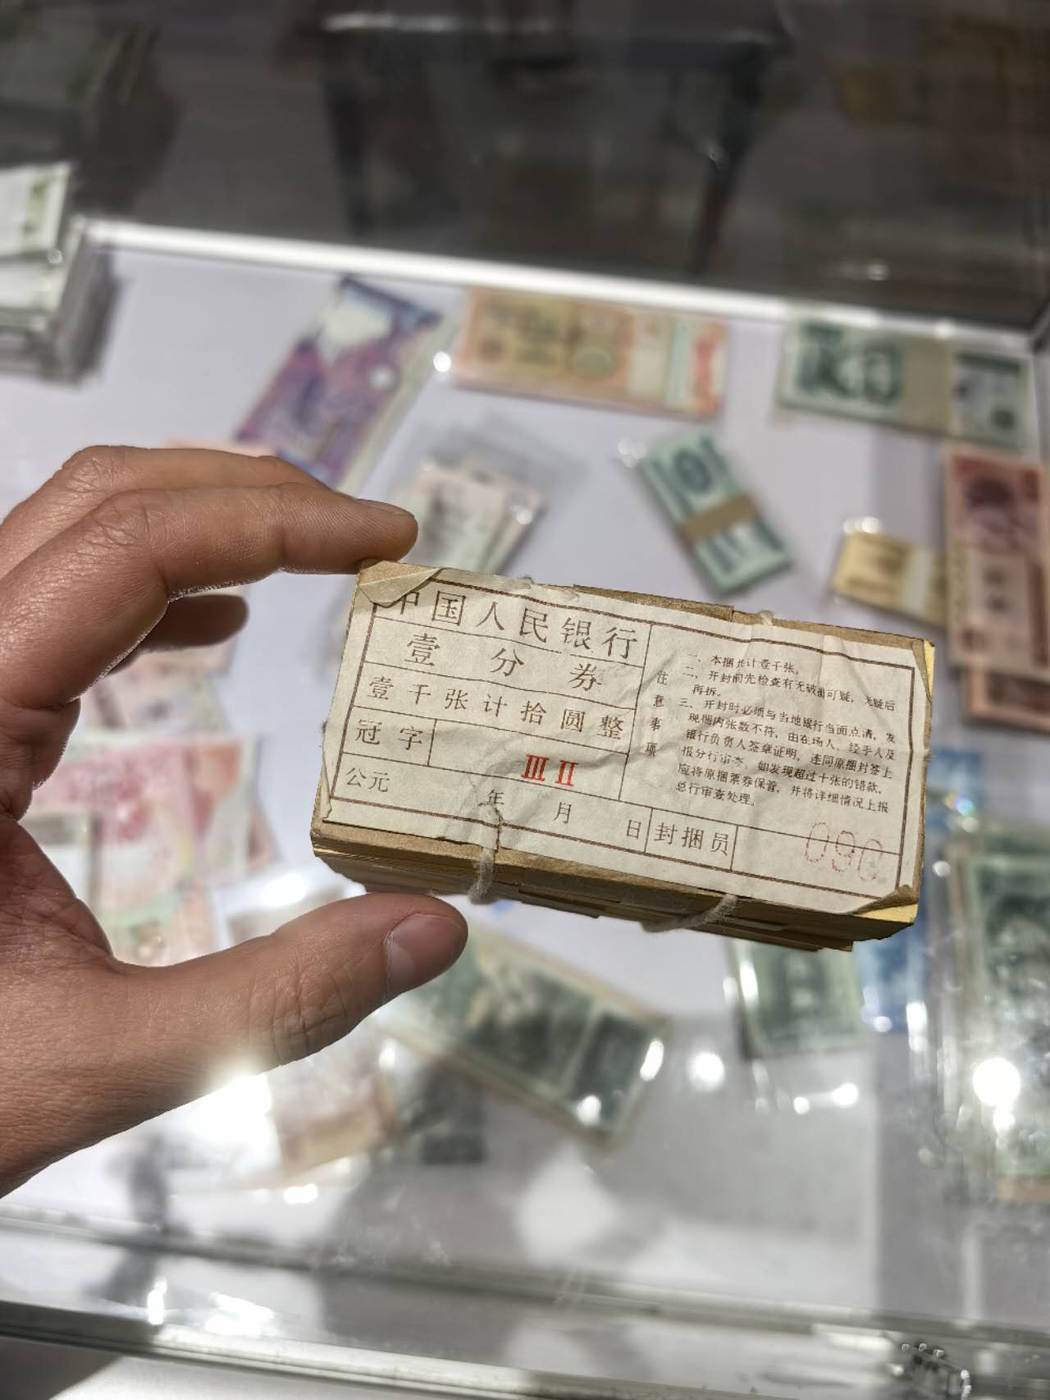 中国人民银行
壹分券
壹千张计拾圆整
冠字 III II
公元 年 月 日 封捆员 090
注意事项
一、本捆共计壹千张。
二、开封前先检查有无破损可疑，无疑后
再拆。
三、开封时必须与当地银行当面点清，发
现捆内张数不符，由在场人、经手人及
银行负责人签章证明，连同原捆封签上
报分行审查，如发现超过十张的错款，
应将原捆票券保管，并将详细情况上报
总行审查处理。